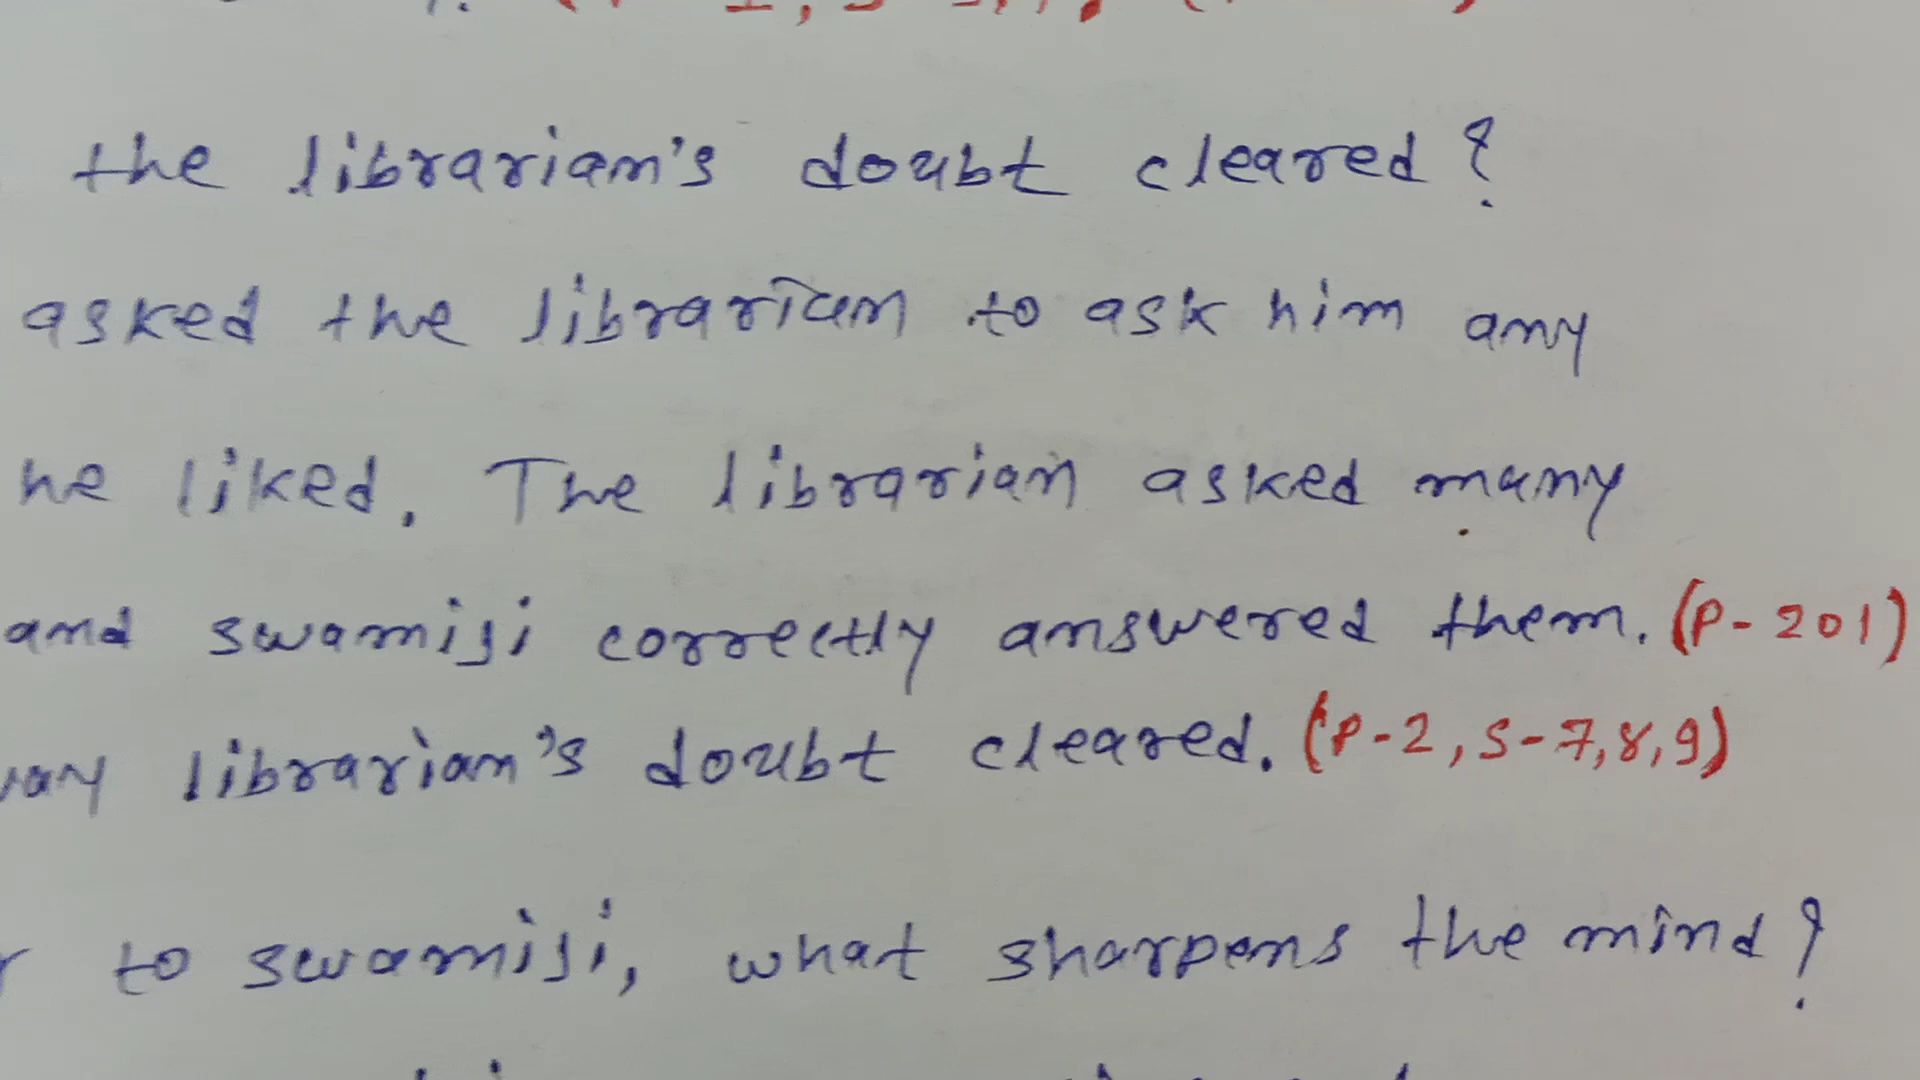 the librarian's doubt cleared?
asked the librarian to ask him any
he liked. The librarian asked many
and swamiji correctly answered them. (P-201)
librarian's doubt cleared. (P-2, S-7,8,9)
to swamiji, what sharpens the mind?